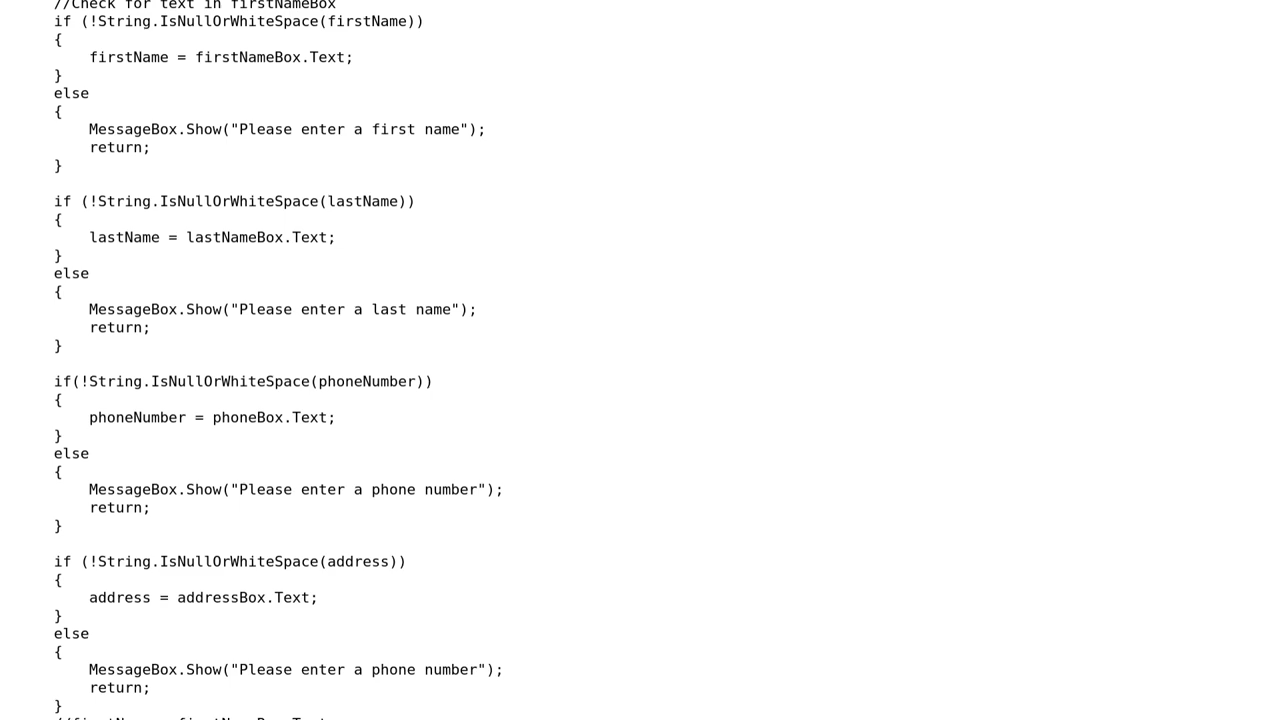 //Check for text in firstNameBox
if (!String.IsNullOrWhiteSpace(firstName))
{
    firstName = firstNameBox.Text;
}
else
{
    MessageBox.Show("Please enter a first name");
    return;
}

if (!String.IsNullOrWhiteSpace(lastName))
{
    lastName = lastNameBox.Text;
}
else
{
    MessageBox.Show("Please enter a last name");
    return;
}

if(!String.IsNullOrWhiteSpace(phoneNumber))
{
    phoneNumber = phoneBox.Text;
}
else
{
    MessageBox.Show("Please enter a phone number");
    return;
}

if (!String.IsNullOrWhiteSpace(address))
{
    address = addressBox.Text;
}
else
{
    MessageBox.Show("Please enter a phone number");
    return;
}